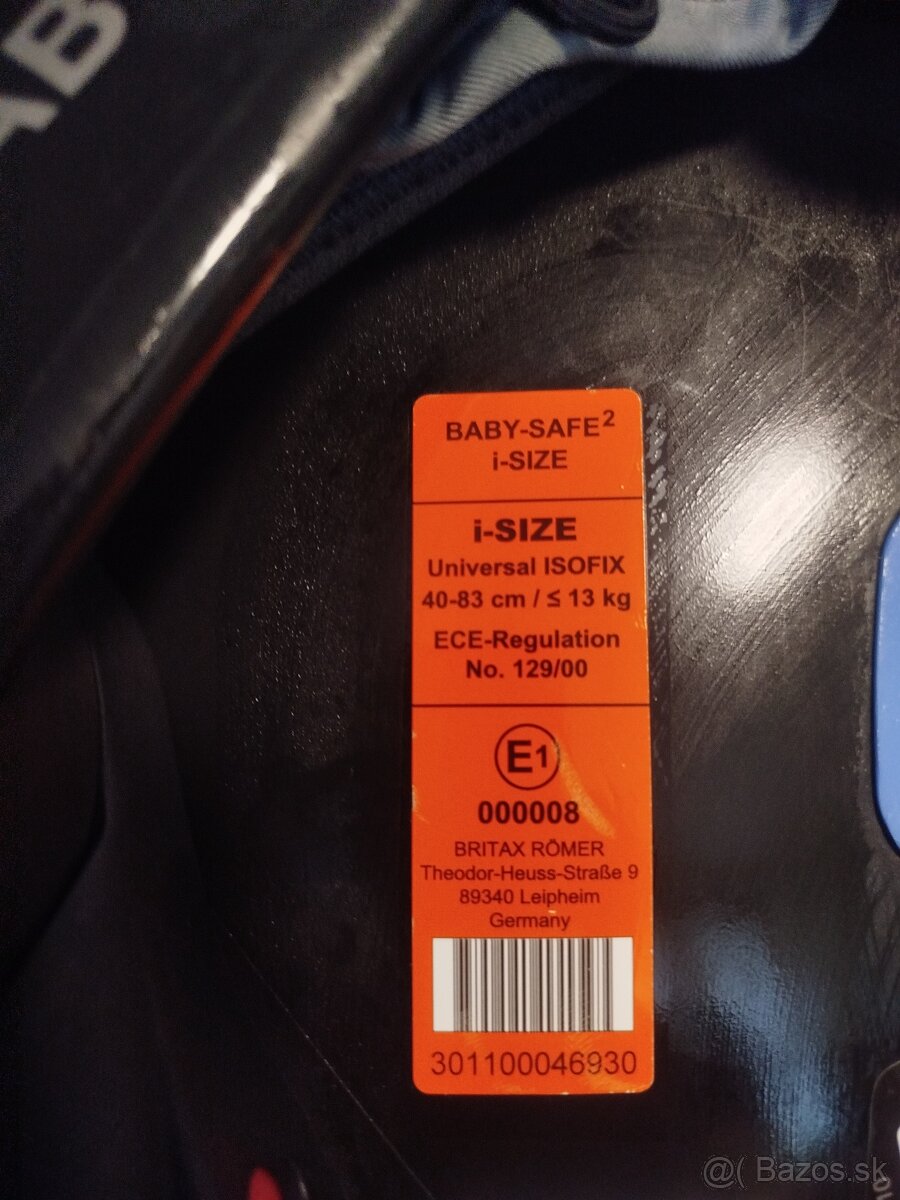 AB
BABY-SAFE²
i-SIZE
i-SIZE
Universal ISOFIX
40-83 cm / ≤ 13 kg
ECE-Regulation
No. 129/00
E1
000008
BRITAX RÖMER
Theodor-Heuss-Straße 9
89340 Leipheim
Germany
301100046930
@( Bazos.sk